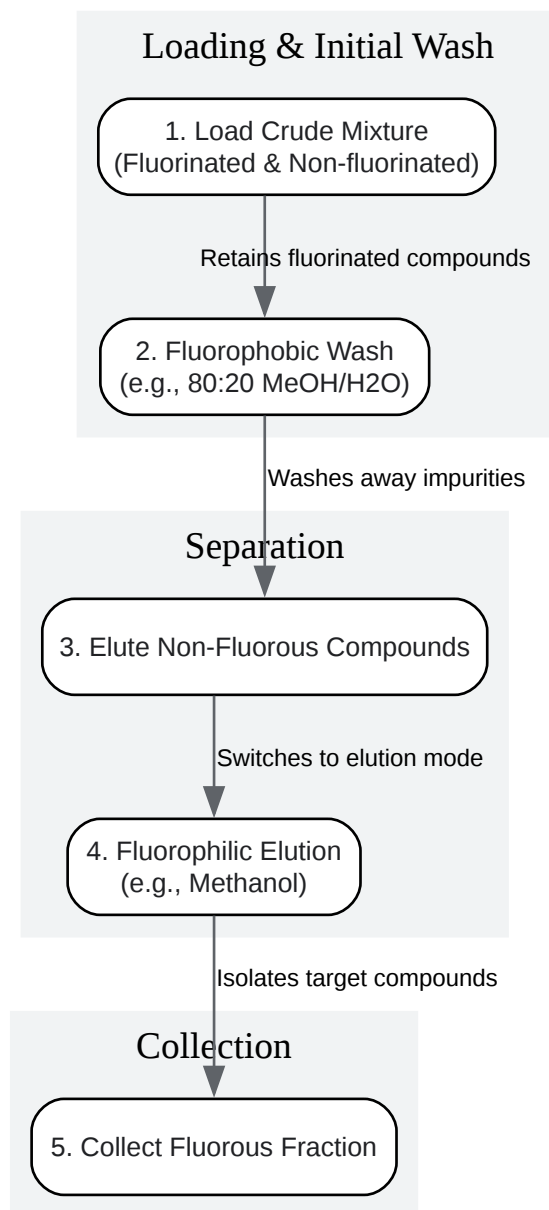 Loading & Initial Wash
1. Load Crude Mixture
(Fluorinated & Non-fluorinated)
Retains fluorinated compounds
2. Fluorophobic Wash
(e.g., 80:20 MeOH/H2O)
Washes away impurities
Separation
3. Elute Non-Fluorous Compounds
Switches to elution mode
4. Fluorophilic Elution
(e.g., Methanol)
Isolates target compounds
Collection
5. Collect Fluorous Fraction